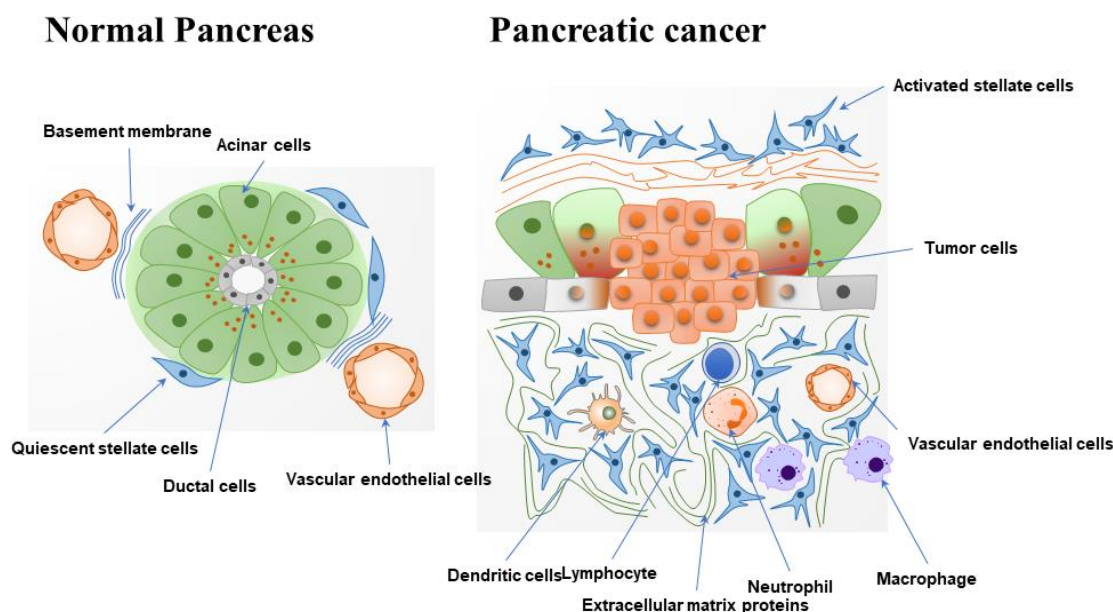 Normal Pancreas
Pancreatic cancer
Activated stellate cells
Basement membrane
Acinar cells
Tumor cells
Quiescent stellate cells
Ductal cells
Vascular endothelial cells
Vascular endothelial cells
Dendritic cells
Lymphocyte
Extracellular matrix proteins
Neutrophil
Macrophage